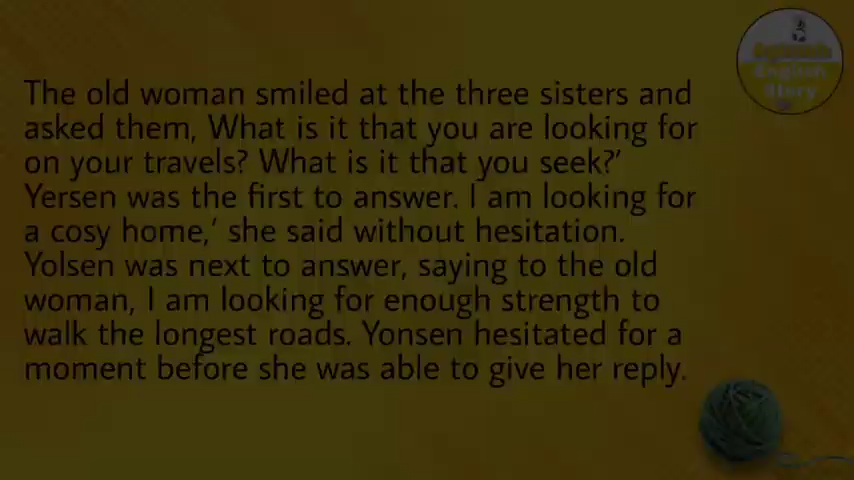 The old woman smiled at the three sisters and
asked them, What is it that you are looking for
on your travels? What is it that you seek?’
Yersen was the first to answer. I am looking for
a cosy home,’ she said without hesitation.
Yolsen was next to answer, saying to the old
woman, I am looking for enough strength to
walk the longest roads. Yonsen hesitated for a
moment before she was able to give her reply.
English
Story